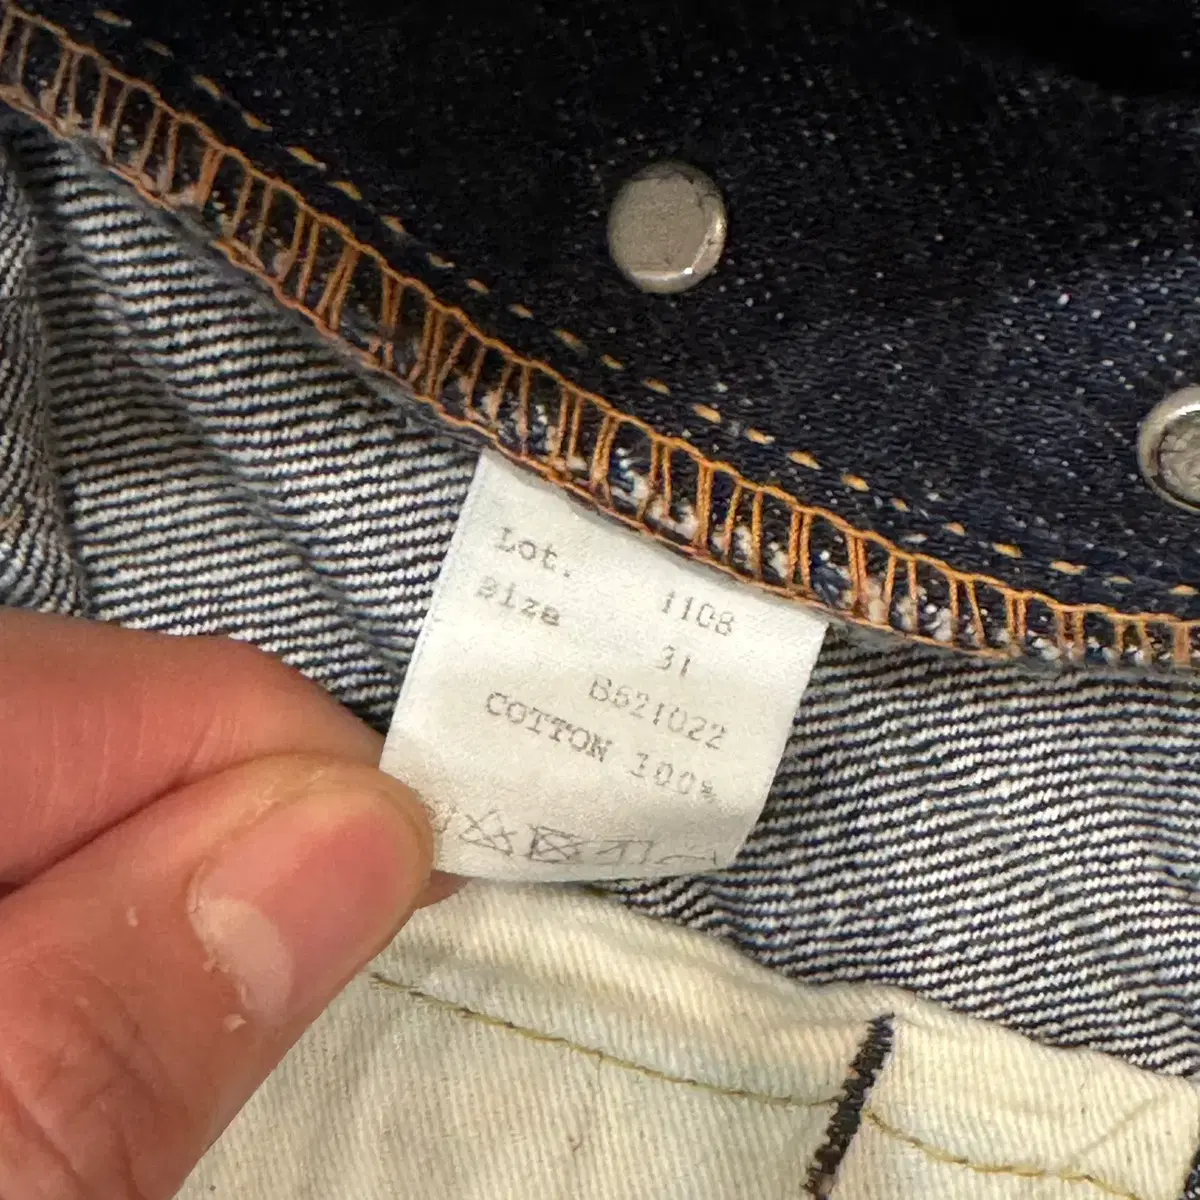 Lot. 1108
Size 31
B621022
COTTON 100%